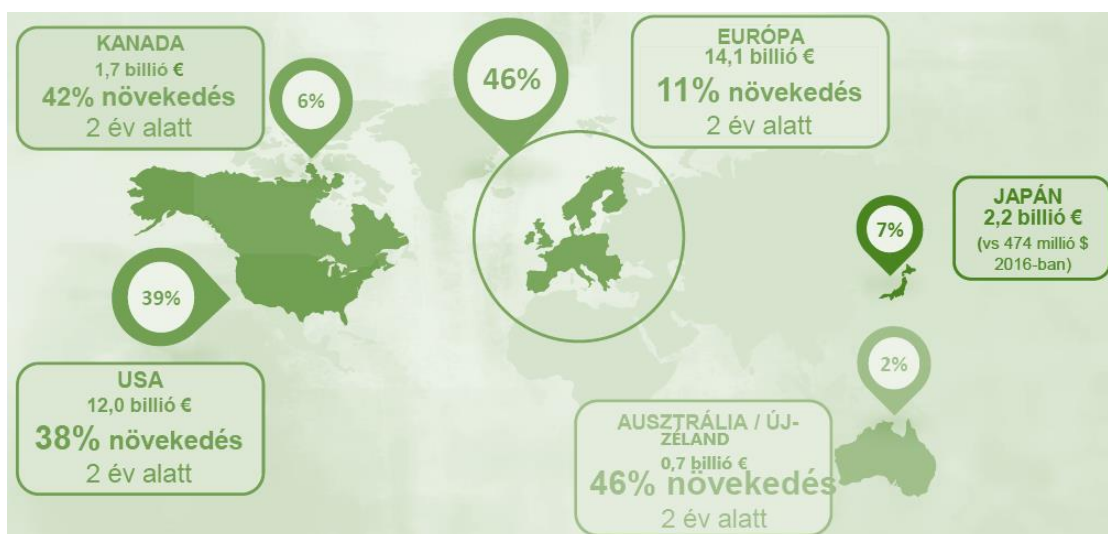 KANADA
1,7 billió €
42% növekedés
2 év alatt
6%
46%
EURÓPA
14,1 billió €
11% növekedés
2 év alatt
JAPÁN
2,2 billió €
(vs 474 millió $
2016-ban)
7%
39%
USA
12,0 billió €
38% növekedés
2 év alatt
2%
AUSZTRÁLIA / ÚJ-
ZÉLAND
0,7 billió €
46% növekedés
2 év alatt